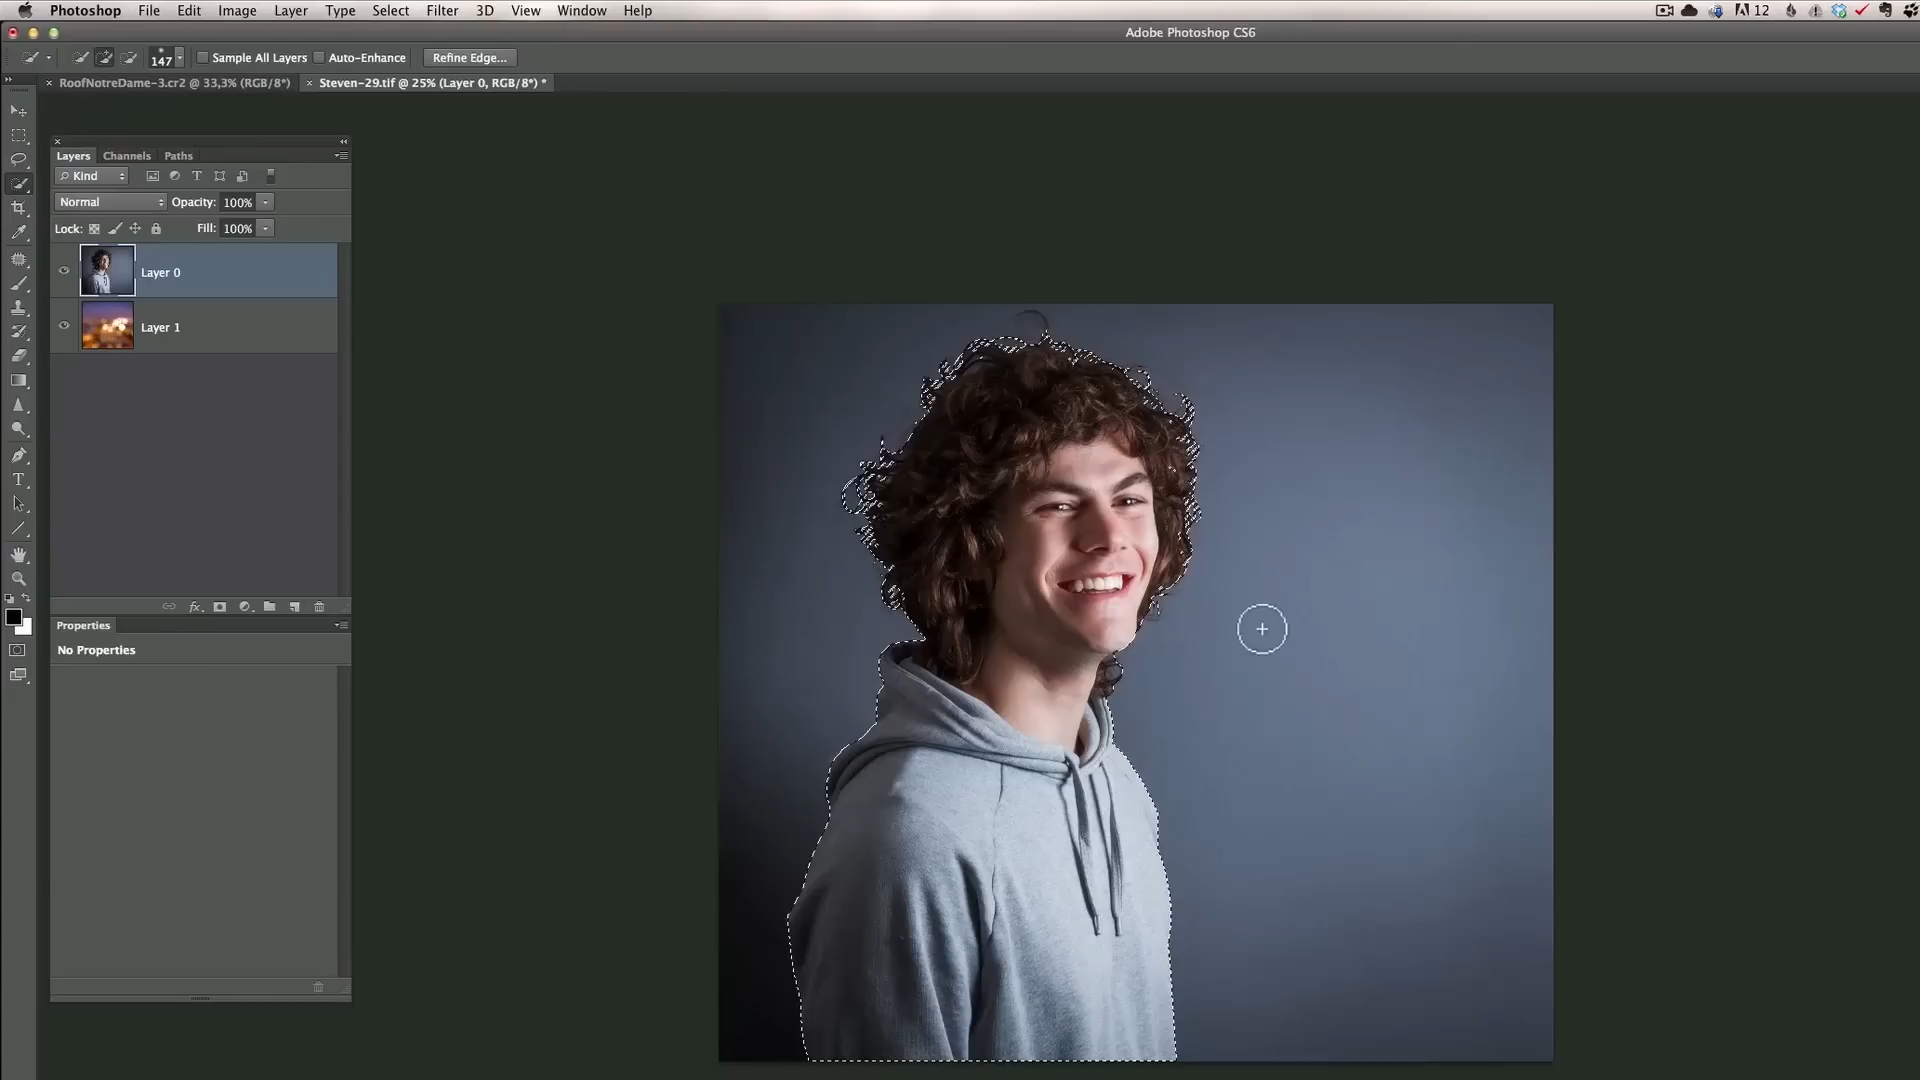 Photoshop File Edit Image Layer Type Select Filter 3D View Window Help 12
Adobe Photoshop CS6
147 Sample All Layers Auto-Enhance Refine Edge...
RoofNotreDame-3.cr2 @ 33,3% (RGB/8*) Steven-29.tif @ 25% (Layer 0, RGB/8*) *
Layers Channels Paths
Kind
Normal Opacity: 100%
Lock: Fill: 100%
Layer 0
Layer 1
Properties
No Properties